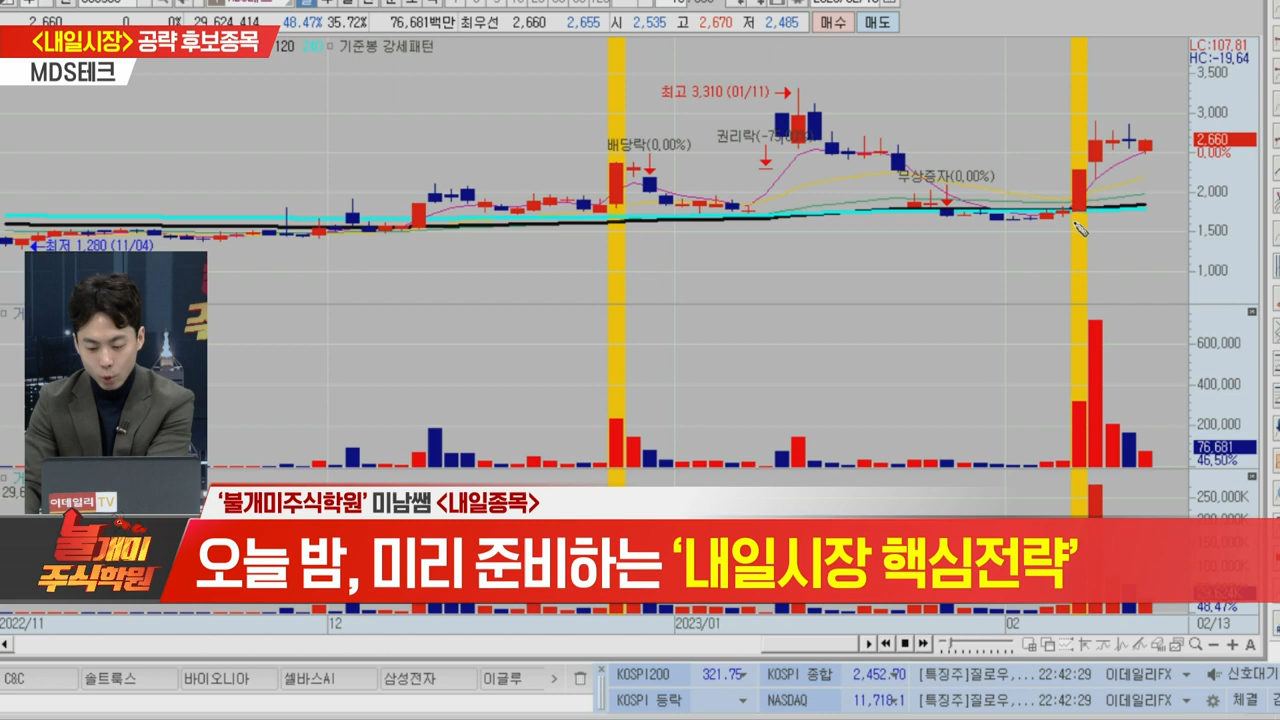 2,660
0
0%
29,624,414
48.47%
35.72%
76,681백만
최우선
2,660
2,655
시
2,535
고
2,670
저
2,485
매수
매도
<내일시장> 공략 후보종목
MDS테크
120
기준봉 강세패턴
LC:107.81
HC:-19.64
3,500
최고 3,310 (01/11)
3,000
배당락(0,00%)
2,660
0,00%
무상증자(0,00%)
2,000
1,500
최저 1,280 (11/04)
1,000
600,000
400,000
200,000
76,681
46,50%
250,000K
이데일리TV
'불개미주식학원' 미남쌤 <내일종목>
불개미
주식학원
오늘 밤, 미리 준비하는 '내일시장 핵심전략'
48,47%
2022/11
12
2023/01
02
02/13
A
C&C
솔트룩스
바이오니아
셀바스AI
삼성전자
이글루
KOSPI200
321.75
KOSPI 종합
2,452.70
[특징주]질로우,...
22:42:29
이데일리FX
신호대기
KOSPI 등락
NASDAQ
[특징주]질로우,...
22:42:29
이데일리FX
체결